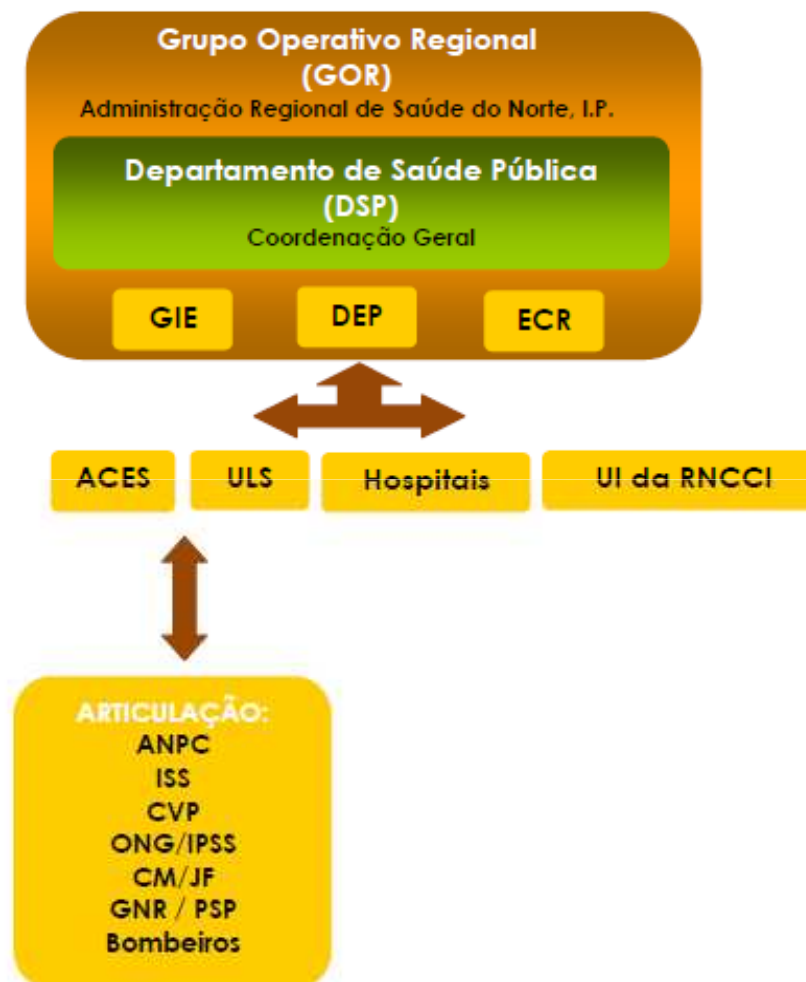 Grupo Operativo Regional
(GOR)
Administração Regional de Saúde do Norte, I.P.
Departamento de Saúde Pública
(DSP)
Coordenação Geral
GIE
DEP
ECR
ACES
ULS
Hospitais
UI da RNCCI
ARTICULAÇÃO:
ANPC
ISS
CVP
ONG/IPSS
CM/JF
GNR / PSP
Bombeiros